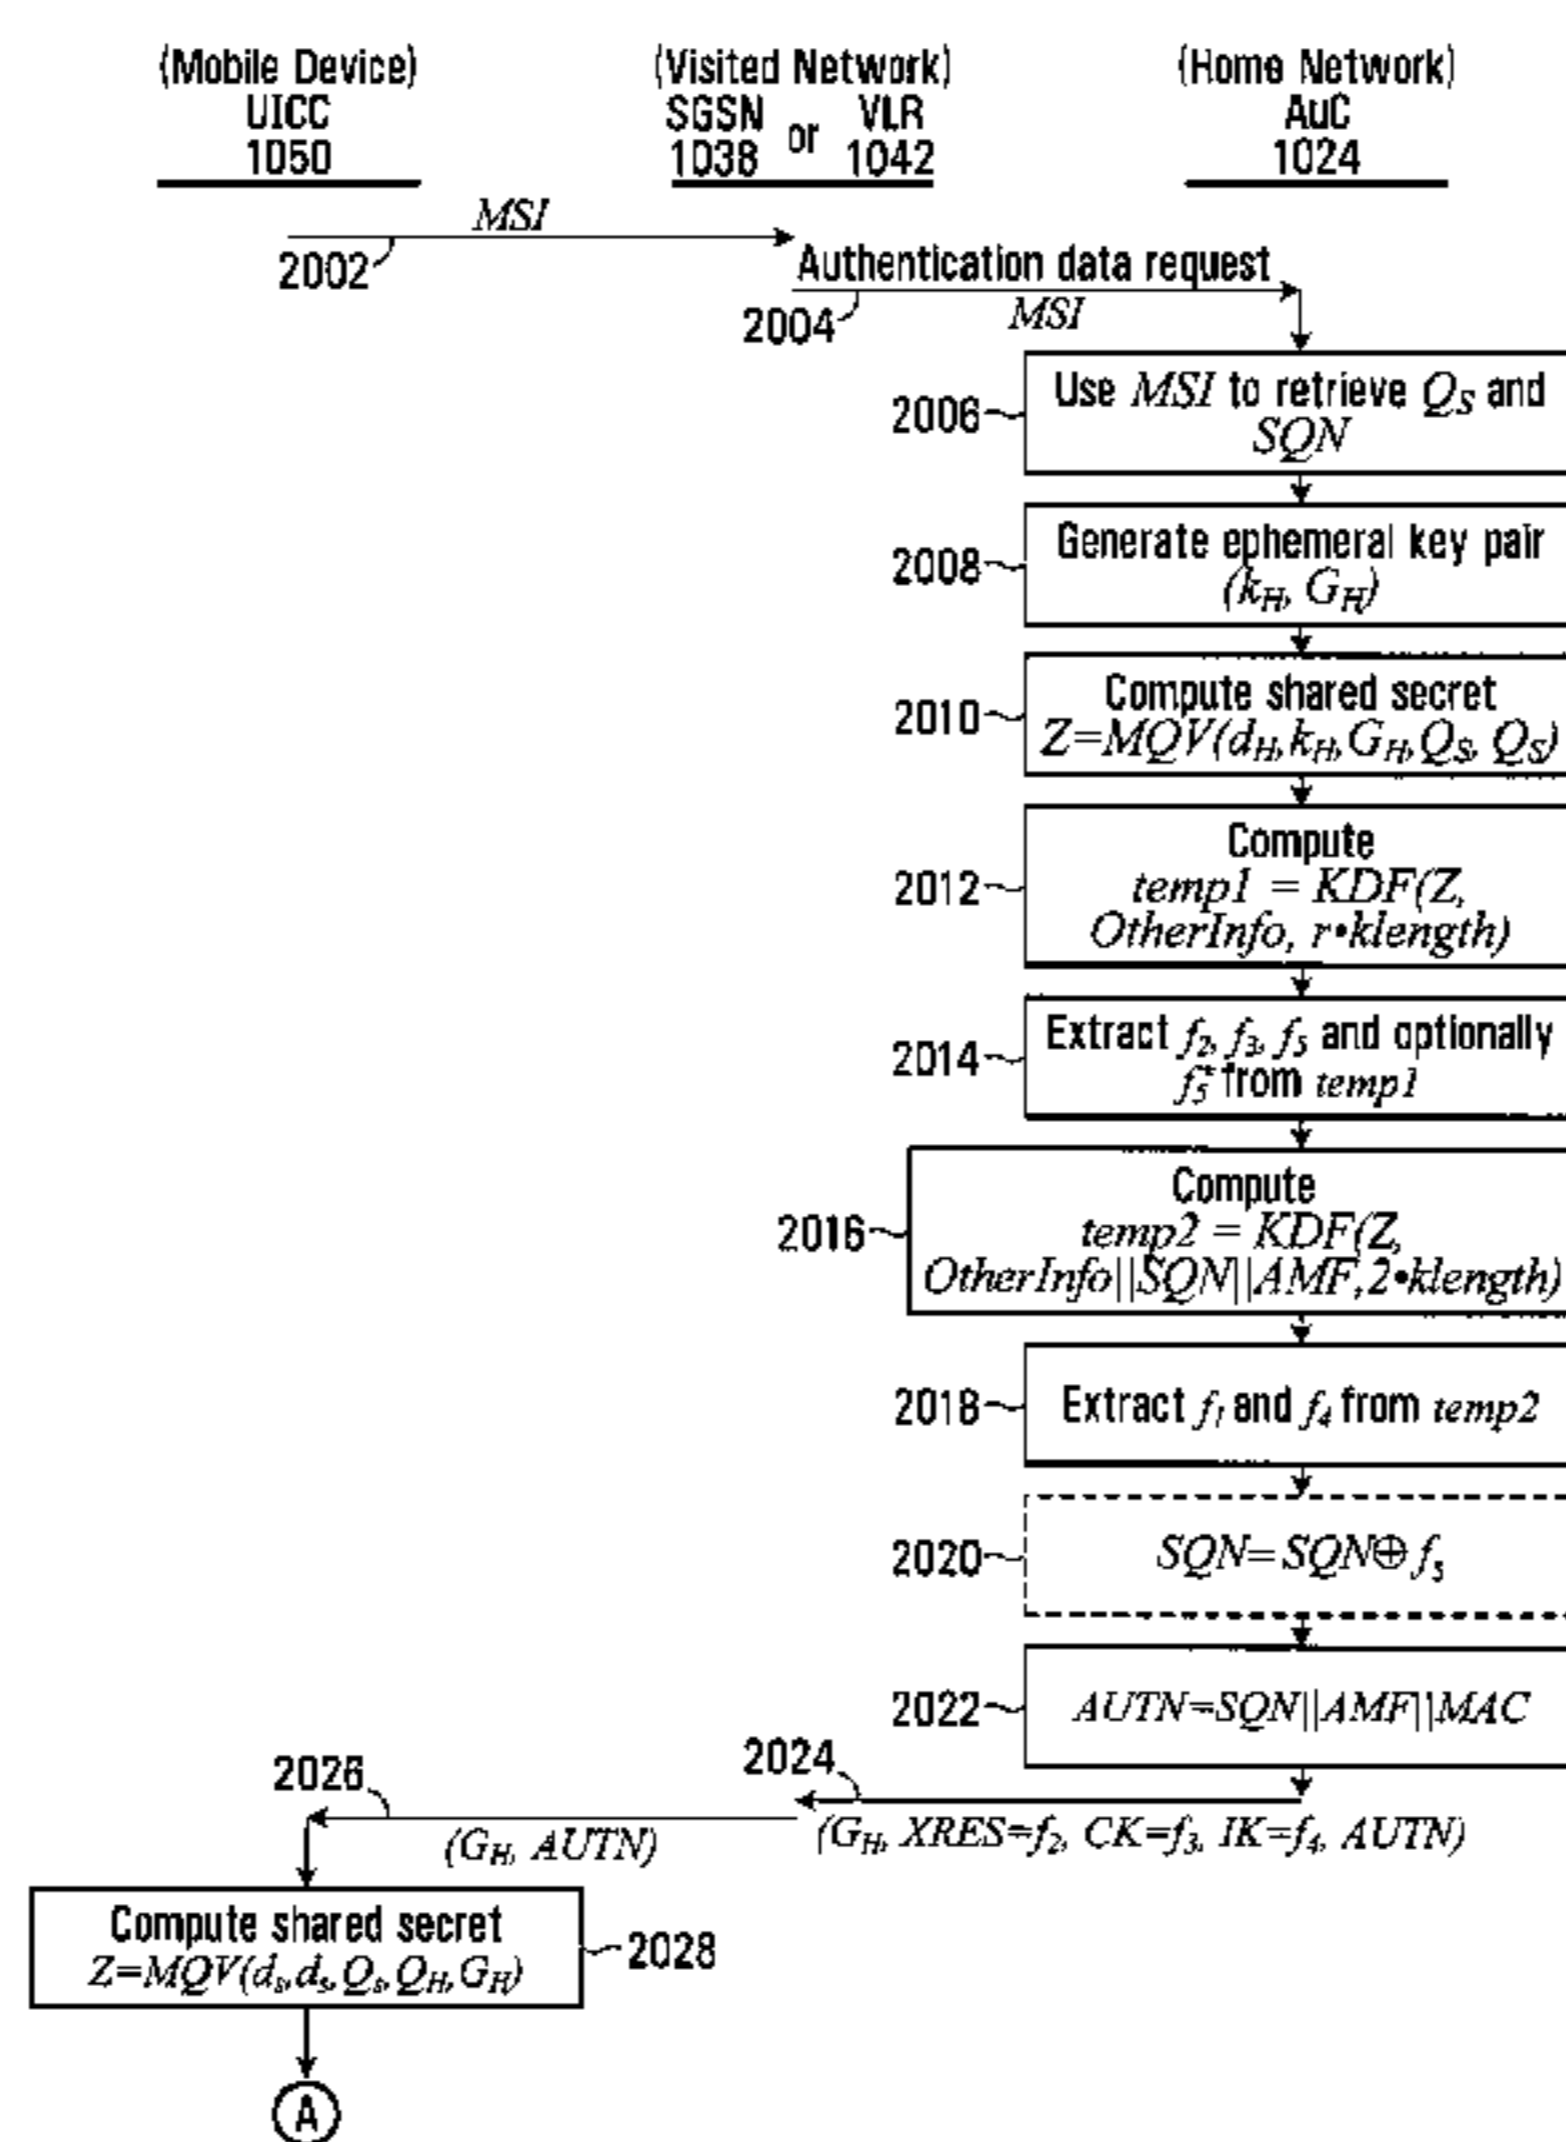 (Mobile Device)
UICC
1050
(Visited Network)
SGSN or VLR
1038 1042
(Home Network)
AuC
1024
MSI
2002
Authentication data request
2004
MSI
2006
Use MSI to retrieve Q_S and
SQN
2008
Generate ephemeral key pair
(k_H, G_H)
2010
Compute shared secret
Z=MQV(d_H,k_H,G_H,Q_S, Q_S)
2012
Compute
temp1 = KDF(Z,
OtherInfo, r•klength)
2014
Extract f_2, f_3, f_5 and optionally
f_5* from temp1
2016
Compute
temp2 = KDF(Z,
OtherInfo||SQN||AMF,2•klength)
2018
Extract f_1 and f_4 from temp2
2020
SQN=SQN⊕f_5
2022
AUTN=SQN||AMF||MAC
2024
(G_H, XRES=f_2, CK=f_3, IK=f_4, AUTN)
2026
(G_H, AUTN)
Compute shared secret
Z=MQV(d_s,d_s,Q_s,Q_H,G_H)
2028
A